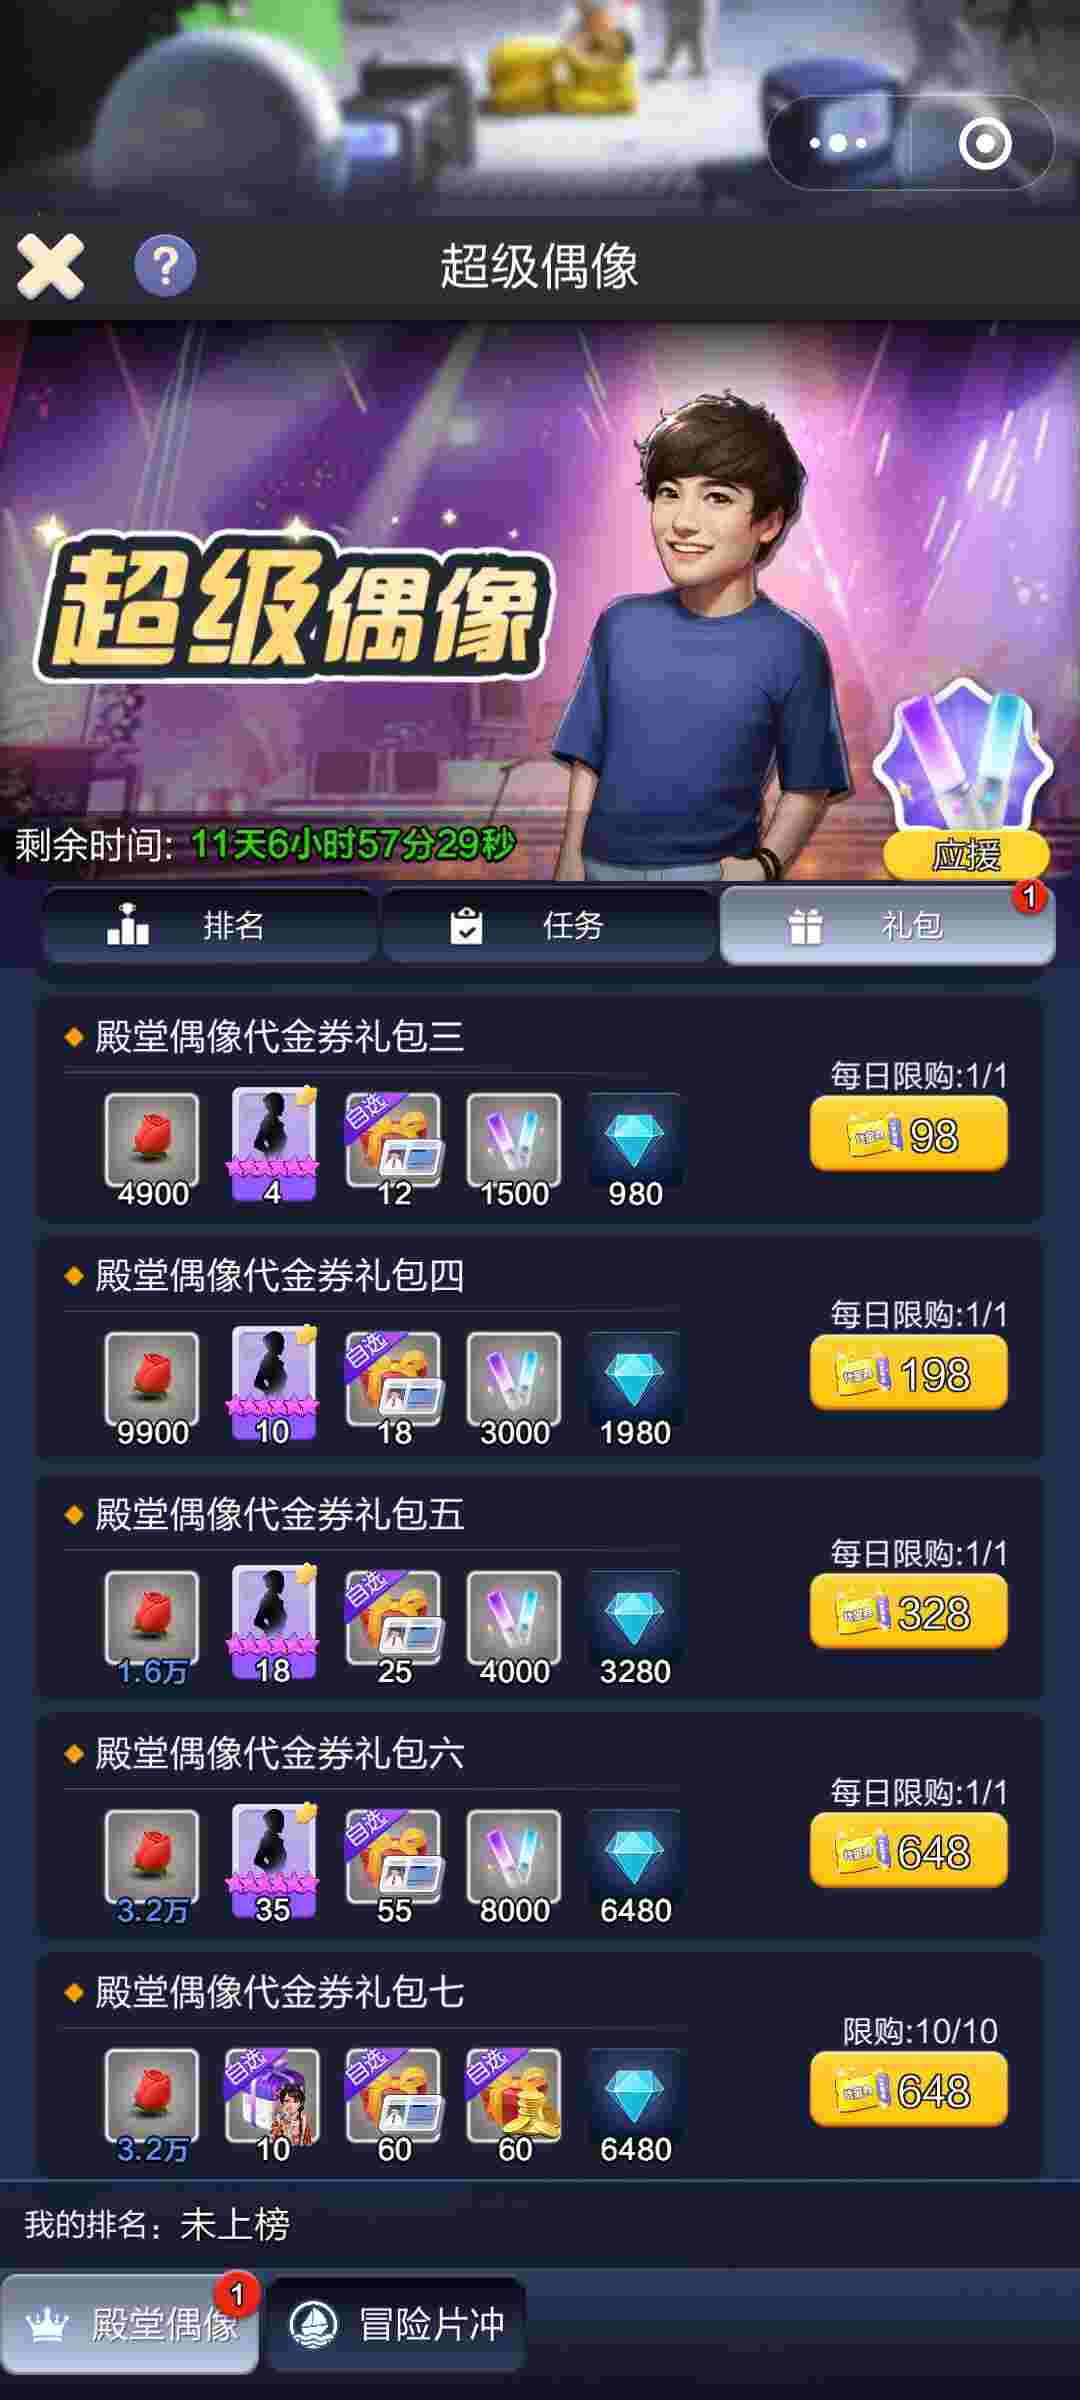 超级偶像
超级偶像
剩余时间: 11天6小时57分29秒
应援
排名
任务
礼包
1
殿堂偶像代金券礼包三
每日限购:1/1
自选
4900
4
12
1500
980
98
殿堂偶像代金券礼包四
每日限购:1/1
自选
9900
10
18
3000
1980
198
殿堂偶像代金券礼包五
每日限购:1/1
自选
1.6万
18
25
4000
3280
328
殿堂偶像代金券礼包六
每日限购:1/1
自选
3.2万
35
55
8000
6480
648
殿堂偶像代金券礼包七
限购:10/10
自选
自选
自选
3.2万
10
60
60
6480
648
我的排名: 未上榜
殿堂偶像
1
冒险片冲